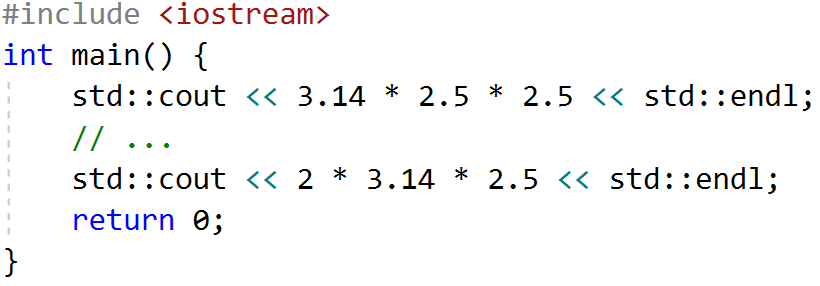 #include <iostream>
int main() {
    std::cout << 3.14 * 2.5 * 2.5 << std::endl;
    // ...
    std::cout << 2 * 3.14 * 2.5 << std::endl;
    return 0;
}